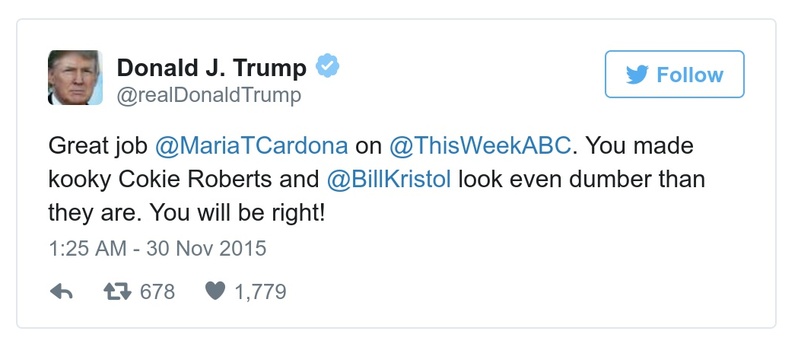 Donald J. Trump
@realDonaldTrump
Follow
Great job @MariaTCardona on @ThisWeekABC. You made
kooky Cokie Roberts and @BillKristol look even dumber than
they are. You will be right!
1:25 AM - 30 Nov 2015
678 1,779